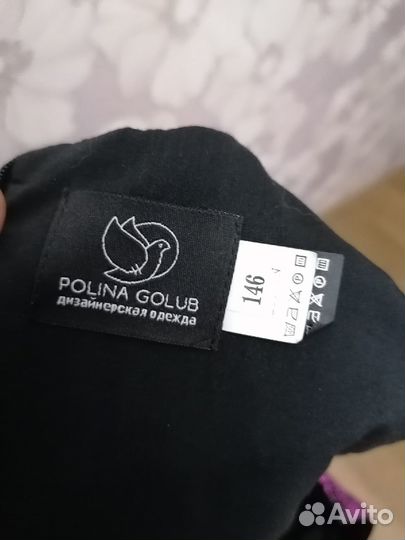 POLINA GOLUB
дизайнерская одежда
146
Avito